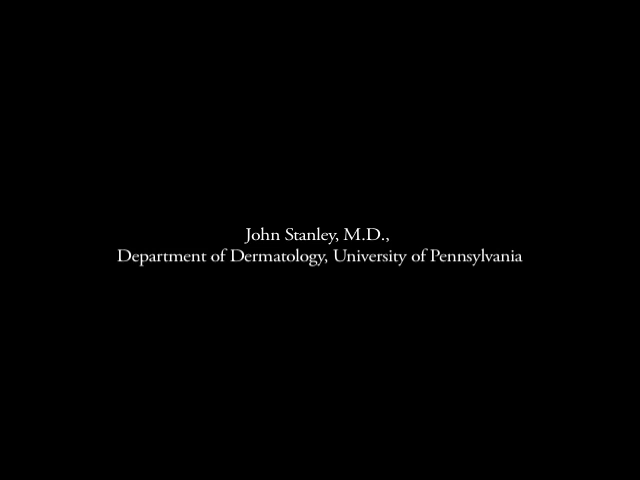 John Stanley, M.D.,
Department of Dermatology, University of Pennsylvania